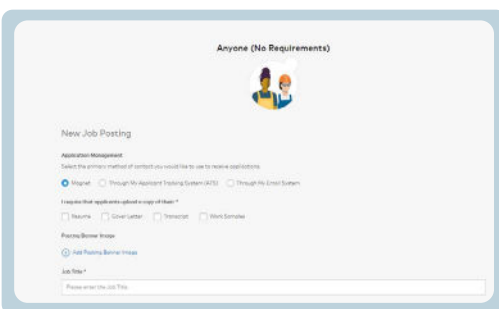 Anyone (No Requirements)
New Job Posting
Application Management
Select the primary method of contact you would like to use to receive applications
Magnet Through My Applicant Tracking System (ATS) Through My Email System
I require that applicants upload a copy of their: *
Resume Cover Letter Transcript Work Samples
Posting Banner Image
Add Posting Banner Image
Job Title *
Please enter the Job Title